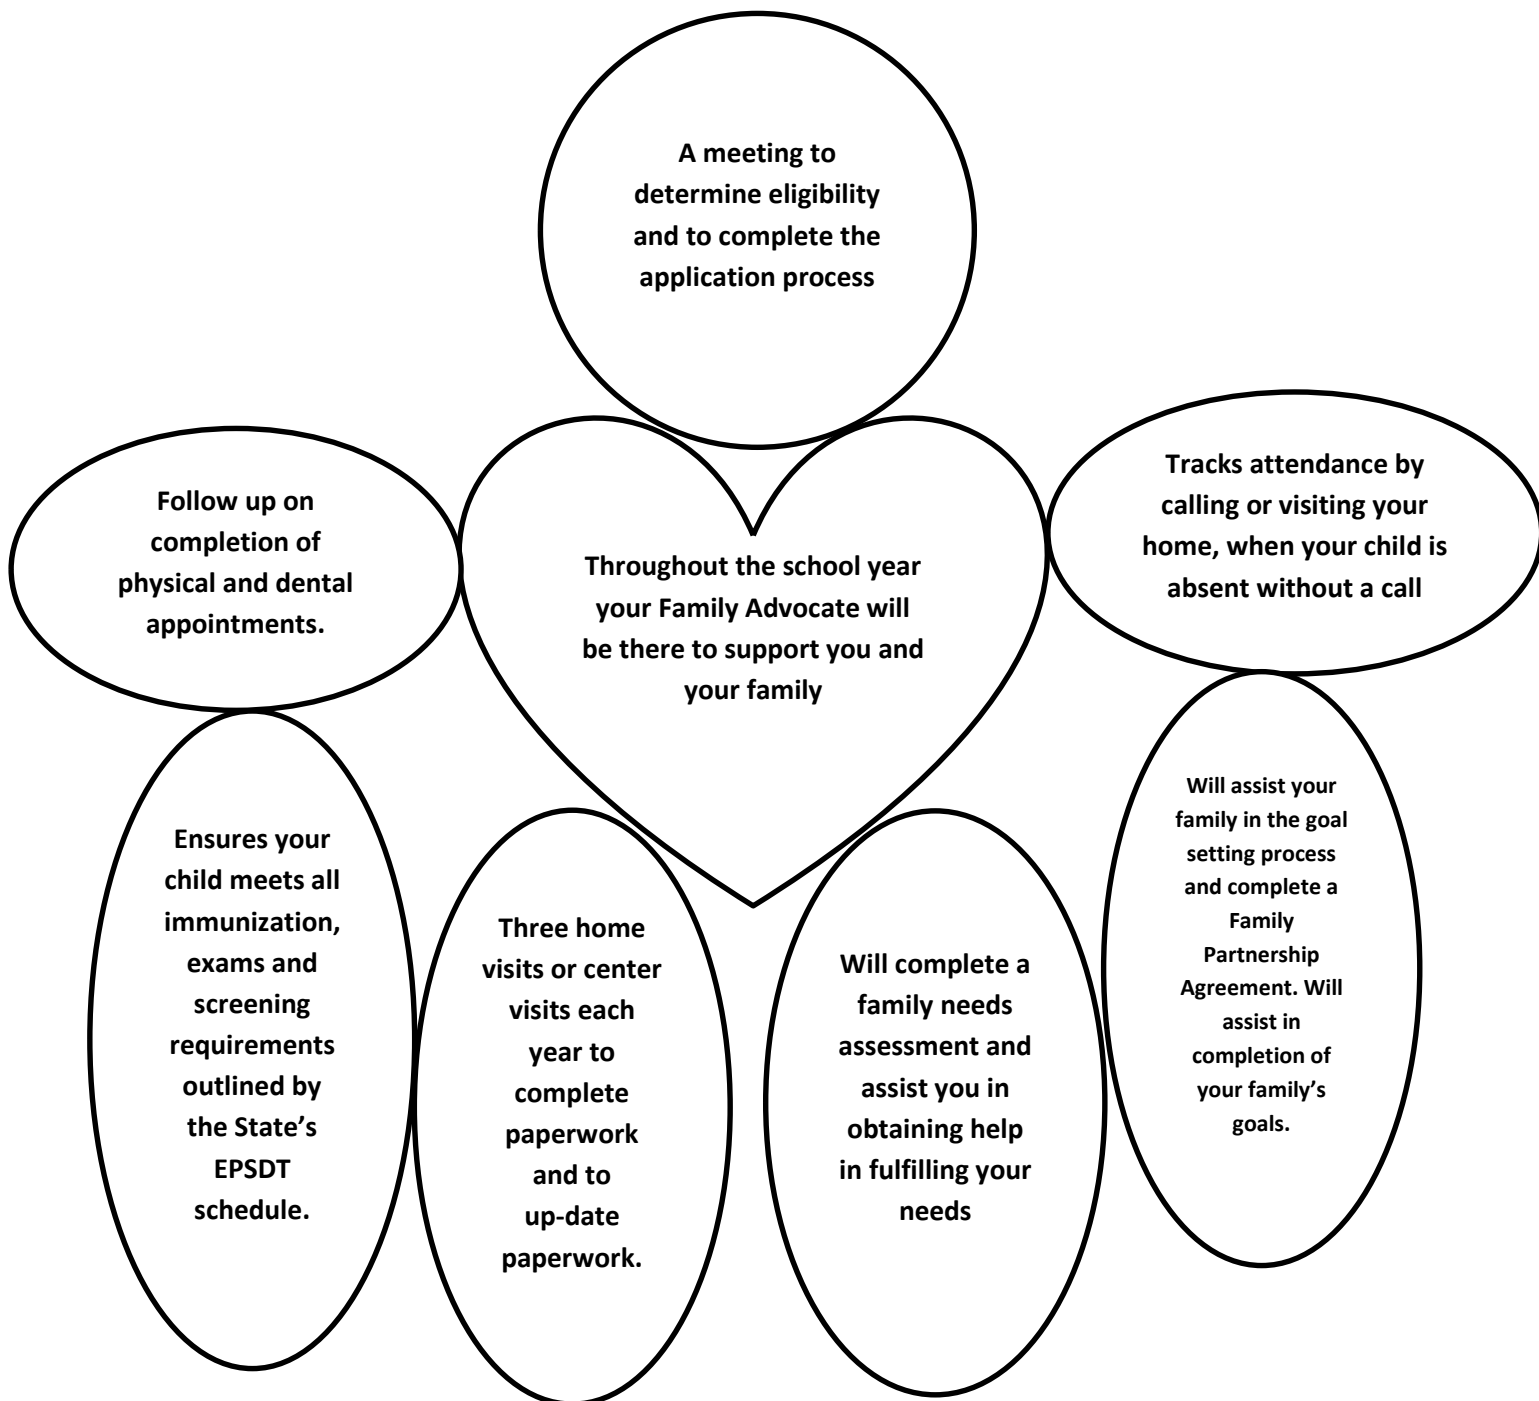 A meeting to
determine eligibility
and to complete the
application process
Follow up on
completion of
physical and dental
appointments.
Throughout the school year
your Family Advocate will
be there to support you and
your family
Tracks attendance by
calling or visiting your
home, when your child is
absent without a call
Ensures your
child meets all
immunization,
exams and
screening
requirements
outlined by
the State’s
EPSDT
schedule.
Three home
visits or center
visits each
year to
complete
paperwork
and to
up-date
paperwork.
Will complete a
family needs
assessment and
assist you in
obtaining help
in fulfilling your
needs
Will assist your
family in the goal
setting process
and complete a
Family
Partnership
Agreement. Will
assist in
completion of
your family’s
goals.